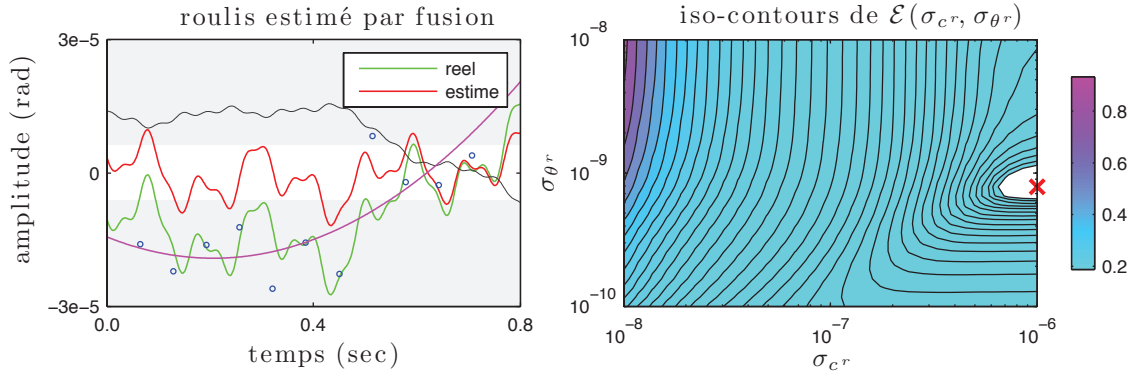 roulis estimé par fusion
3e-5
0
−3e-5
amplitude (rad)
reel
estime
0.0
0.4
0.8
temps (sec)
iso-contours de ℰ(σ_{c^r}, σ_{θ^r})
10^{−8}
10^{−9}
10^{−10}
σ_{θ^r}
10^{−8}
10^{−7}
10^{−6}
σ_{c^r}
0.8
0.6
0.4
0.2